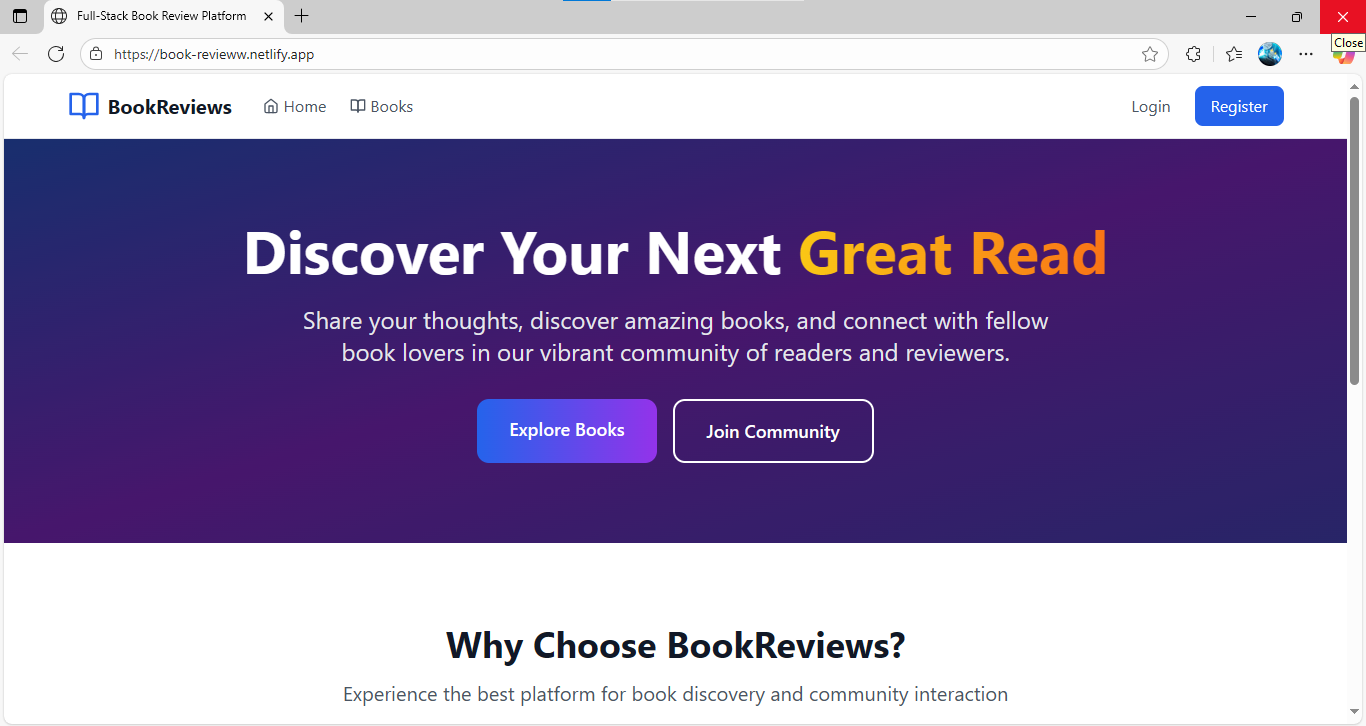 Full-Stack Book Review Platform
https://book-revieww.netlify.app
Close
BookReviews
Home
Books
Login
Register
Discover Your Next Great Read
Share your thoughts, discover amazing books, and connect with fellow
book lovers in our vibrant community of readers and reviewers.
Explore Books
Join Community
Why Choose BookReviews?
Experience the best platform for book discovery and community interaction